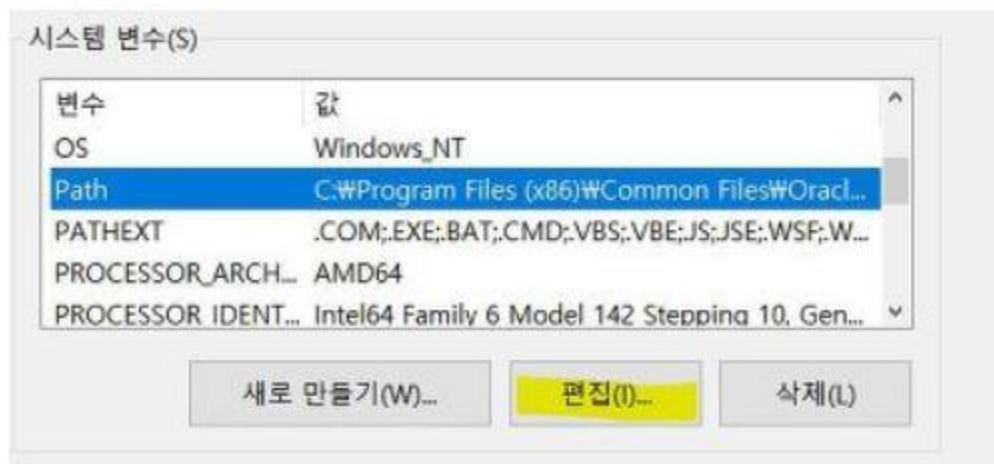 시스템 변수(S)
변수 값
OS Windows_NT
Path C:₩Program Files (x86)₩Common Files₩Oracl...
PATHEXT .COM;.EXE;.BAT;.CMD;.VBS;.VBE;.JS;.JSE;.WSF;.W...
PROCESSOR_ARCH... AMD64
PROCESSOR_IDENT... Intel64 Family 6 Model 142 Stepping 10, Gen...
새로 만들기(W)... 편집(I)... 삭제(L)